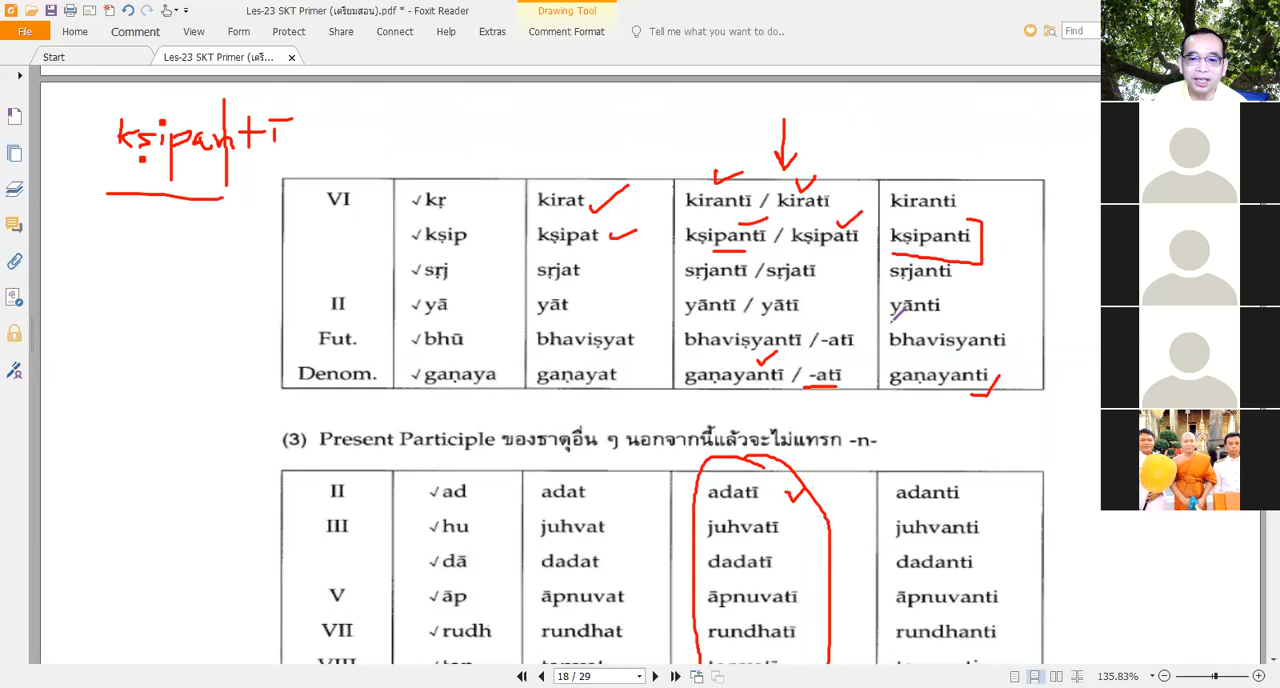 Les-23 SKT Primer (เตรียมสอน).pdf * - Foxit Reader
Drawing Tool
File Home Comment View Form Protect Share Connect Help Extras Comment Format Tell me what you want to do.. Find
Start Les-23 SKT Primer (เตรี...
kṣipantī
VI √kṛ kirat kirantī / kiratī kiranti
√kṣip kṣipat kṣipantī / kṣipatī kṣipanti
√sṛj sṛjat sṛjantī /sṛjatī sṛjanti
II √yā yāt yāntī / yātī yānti
Fut. √bhū bhaviṣyat bhaviṣyantī /-atī bhavisyanti
Denom. √gaṇaya gaṇayat gaṇayantī / -atī gaṇayanti
(3) Present Participle ของธาตุอื่น ๆ นอกจากนี้แล้วจะไม่แทรก -n-
II √ad adat adatī adanti
III √hu juhvat juhvatī juhvanti
√dā dadat dadatī dadanti
V √āp āpnuvat āpnuvatī āpnuvanti
VII √rudh rundhat rundhatī rundhanti
18 / 29 135.83%